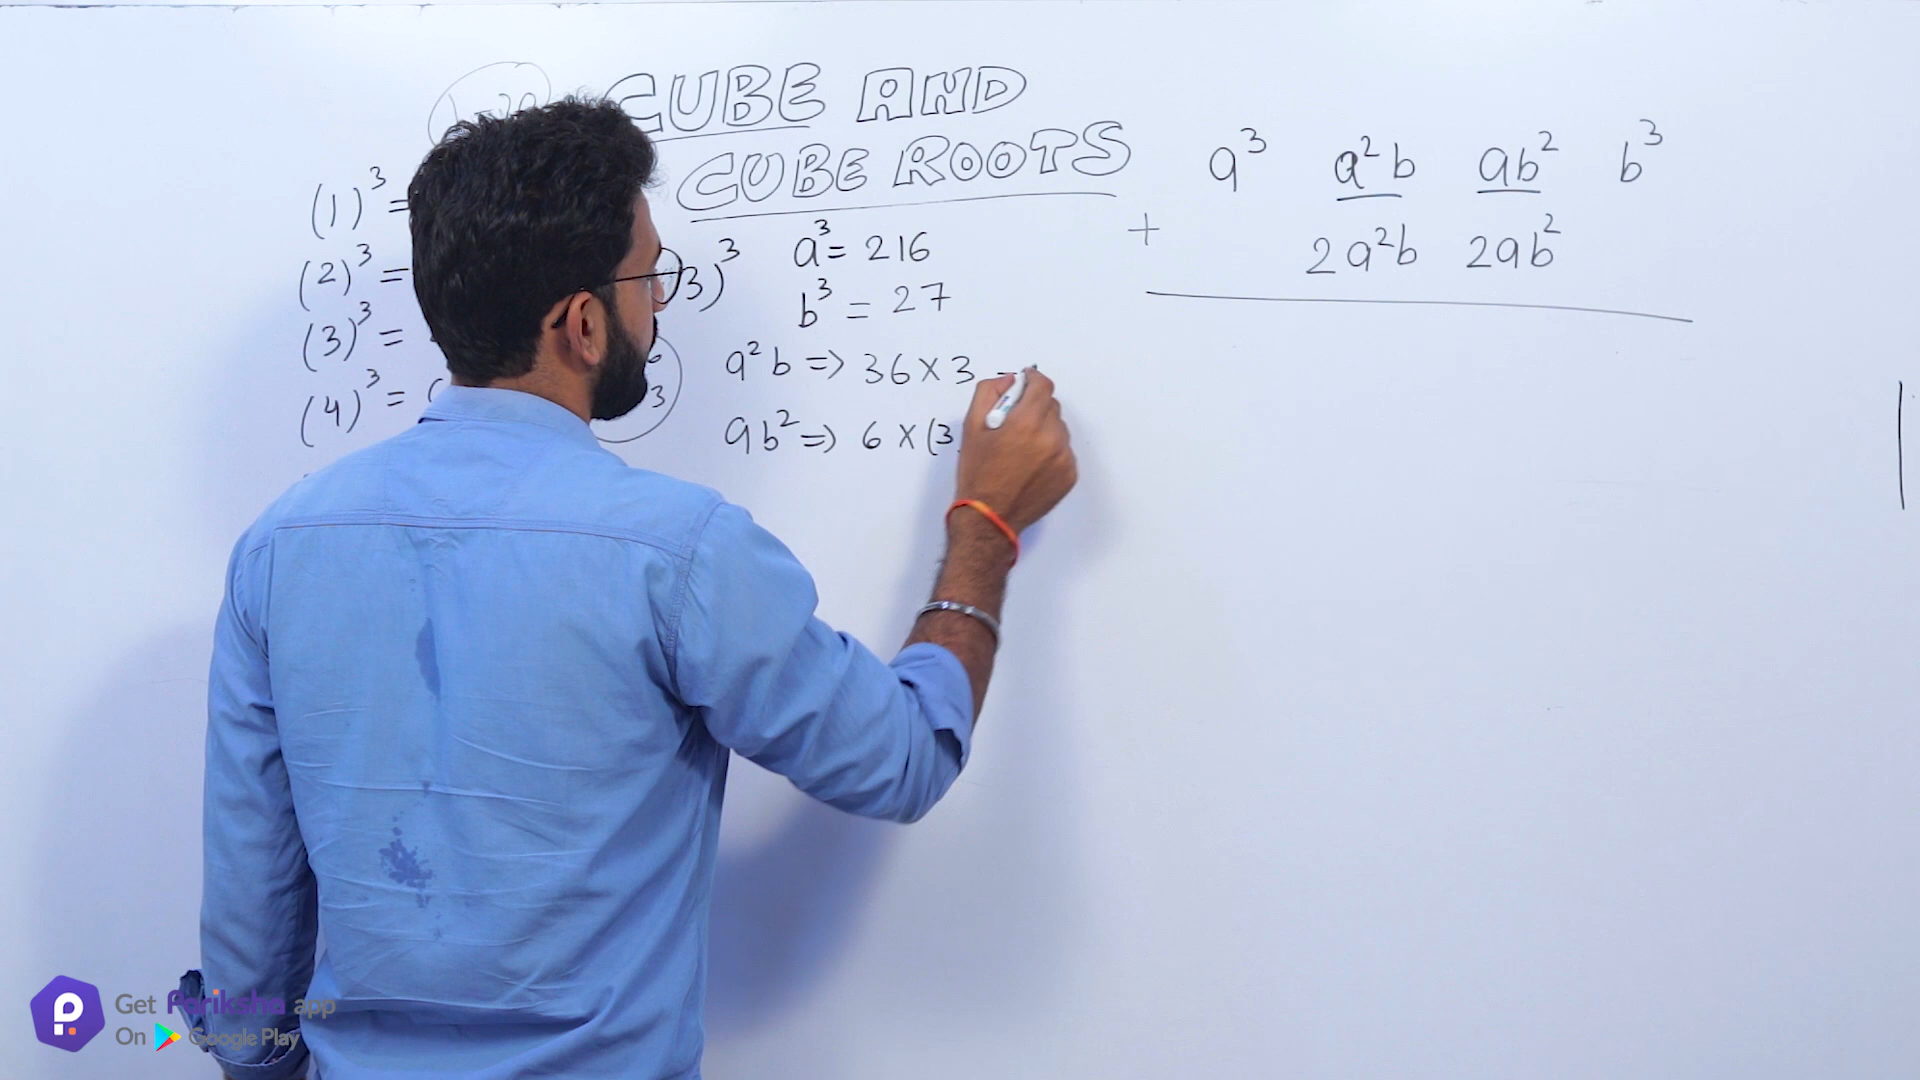 CUBE AND
CUBE ROOTS
(1)³ =
(2)³ =
(3)³ =
(4)³ =
3)³
3
a³ = 216
b³ = 27
a²b => 36 × 3
ab² => 6 × (3
a³ a²b ab² b³
+ 2a²b 2ab²
Get Pariksha app
On Google Play